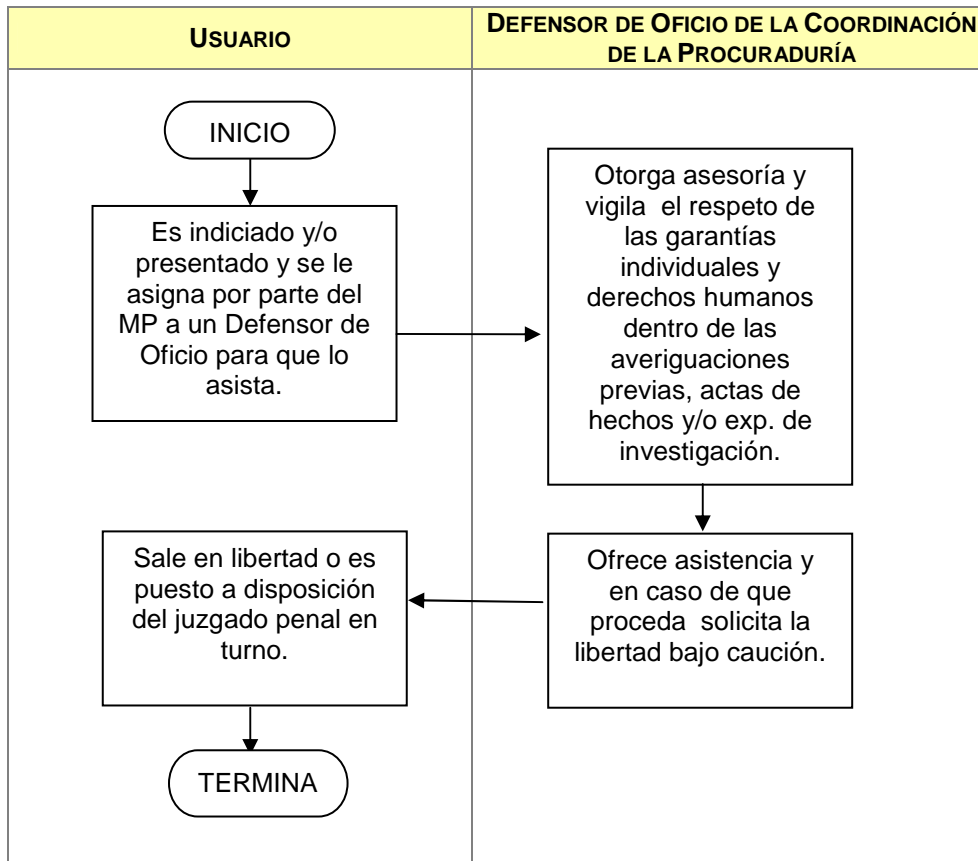 USUARIO
DEFENSOR DE OFICIO DE LA COORDINACIÓN
DE LA PROCURADURÍA
INICIO
Es indiciado y/o
presentado y se le
asigna por parte del
MP a un Defensor de
Oficio para que lo
asista.
Otorga asesoría y
vigila el respeto de
las garantías
individuales y
derechos humanos
dentro de las
averiguaciones
previas, actas de
hechos y/o exp. de
investigación.
Ofrece asistencia y
en caso de que
proceda solicita la
libertad bajo caución.
Sale en libertad o es
puesto a disposición
del juzgado penal en
turno.
TERMINA